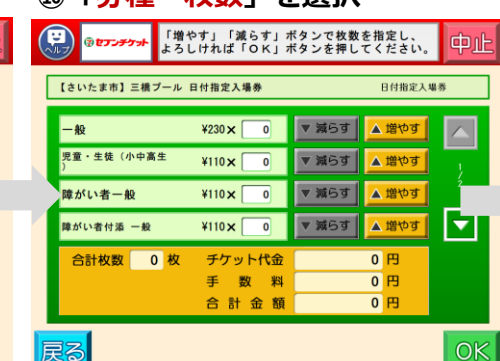 「券種・枚数」を選択
ヘルプ
セブンチケット
「増やす」「減らす」ボタンで枚数を指定し、
よろしければ「OK」ボタンを押してください。
中止
【さいたま市】三橋プール 日付指定入場券 日付指定入場券
一般 ¥230× 0 ▼ 減らす ▲ 増やす
児童・生徒（小中高生
） ¥110× 0 ▼ 減らす ▲ 増やす
1/2
障がい者一般 ¥110× 0 ▼ 減らす ▲ 増やす
障がい者付添 一般 ¥110× 0 ▼ 減らす ▲ 増やす
合計枚数 0 枚 チケット代金 0 円
手数料 0 円
合計金額 0 円
戻る
OK